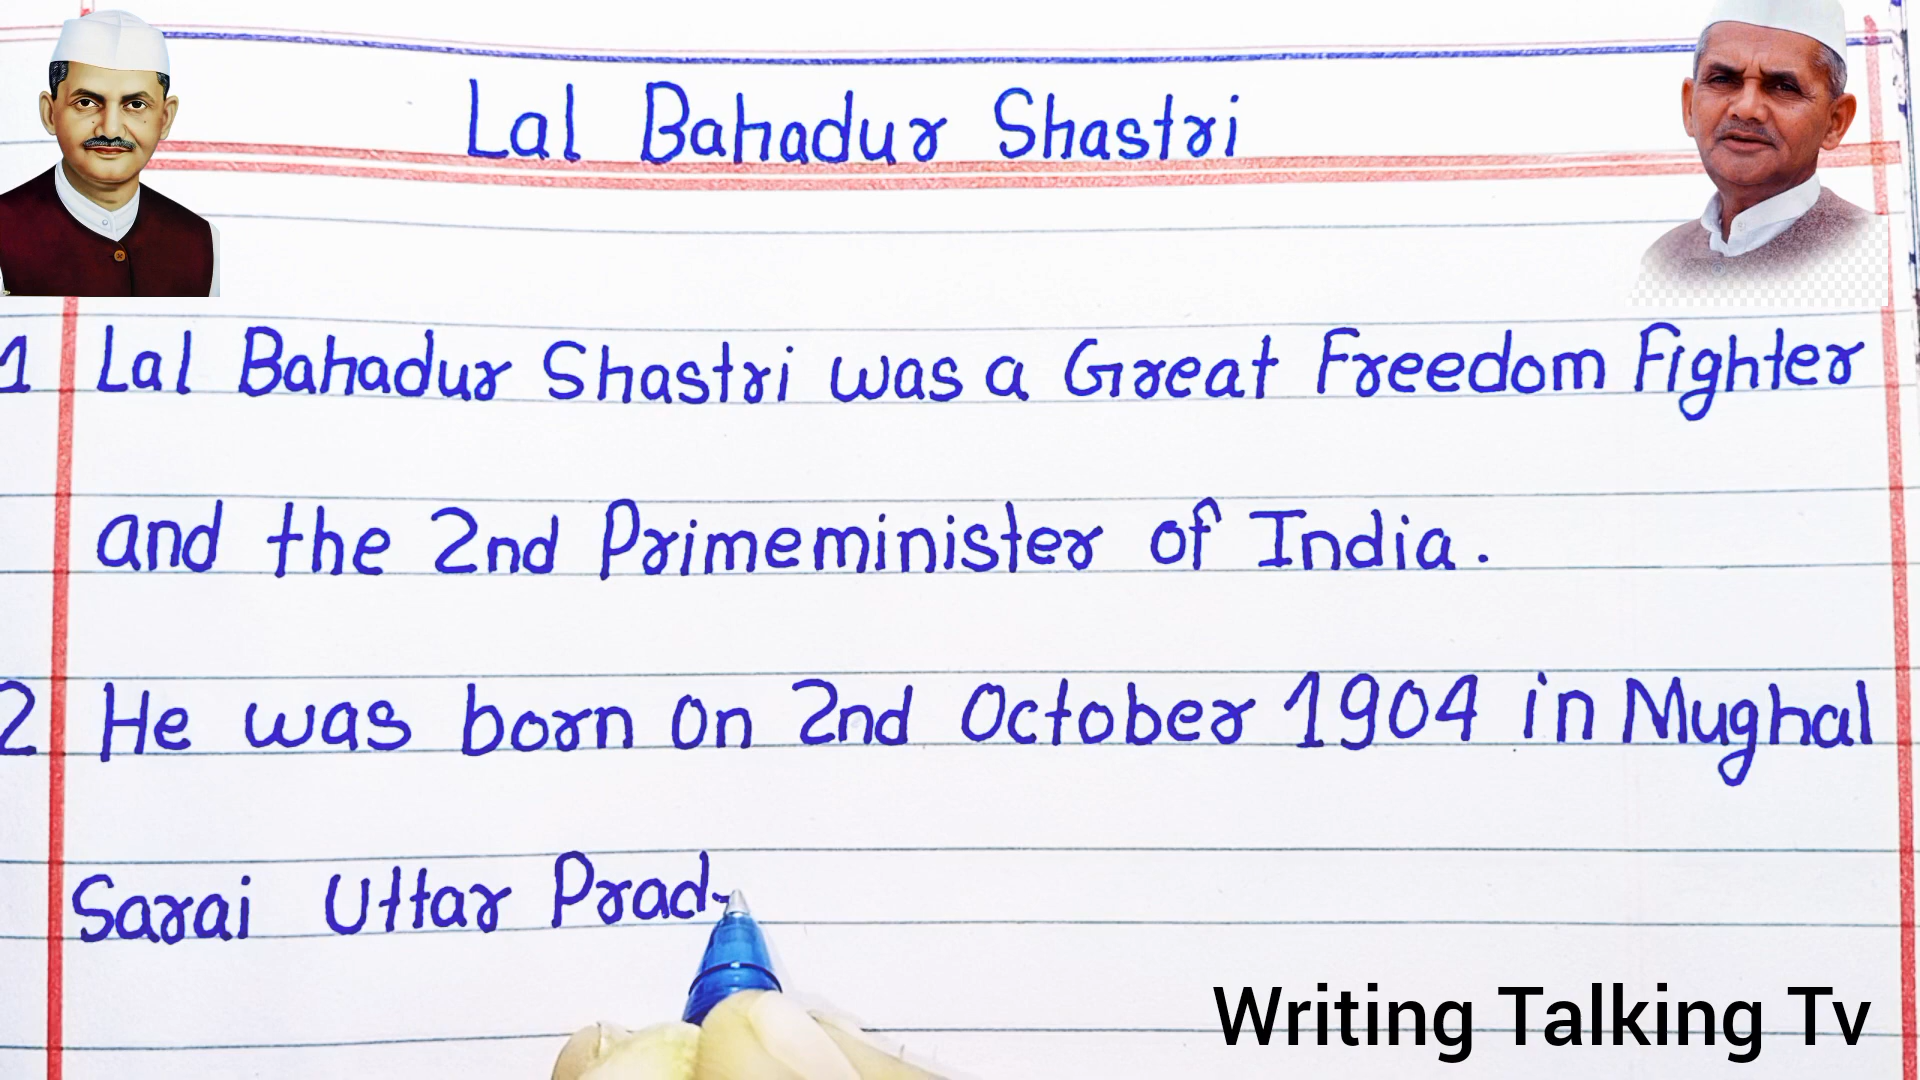 Lal Bahadur Shastri
1 Lal Bahadur Shastri was a Great Freedom Fighter
and the 2nd Primeminister of India.
2 He was born on 2nd October 1904 in Mughal
Sarai Uttar Prad
Writing Talking Tv